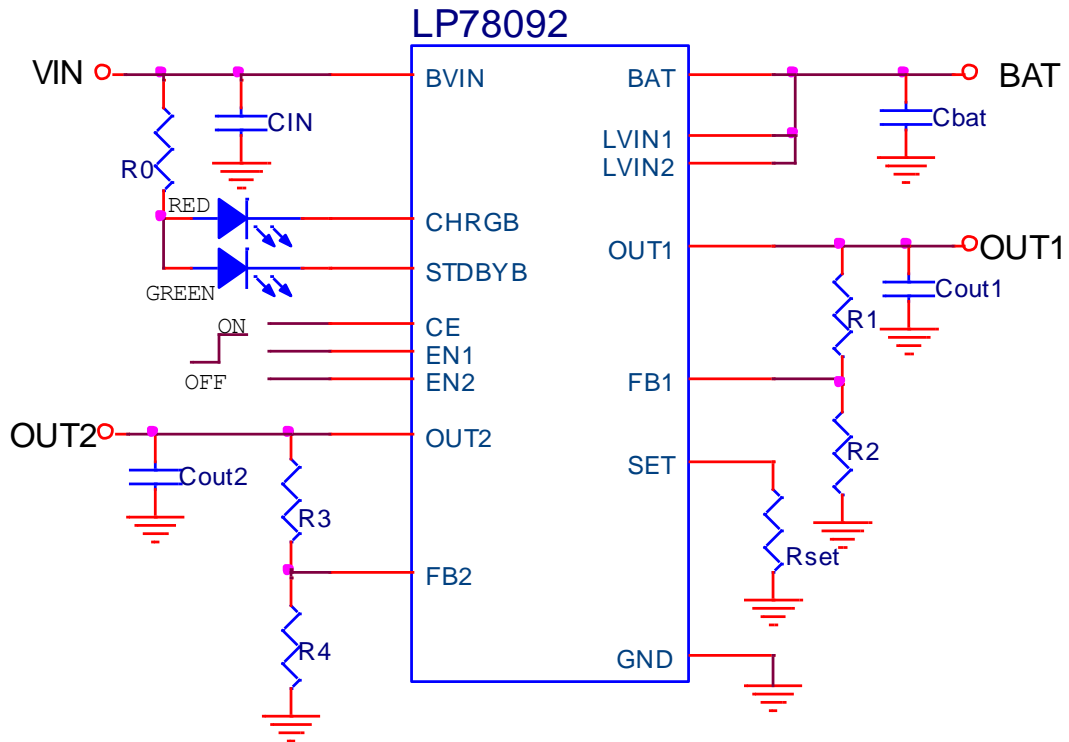 LP78092
VIN
BVIN
BAT
BAT
CIN
Cbat
LVIN1
LVIN2
R0
RED
CHRGB
OUT1
OUT1
STDBYB
GREEN
Cout1
R1
ON
CE
EN1
OFF
EN2
FB1
OUT2
OUT2
R2
SET
Cout2
R3
Rset
FB2
R4
GND